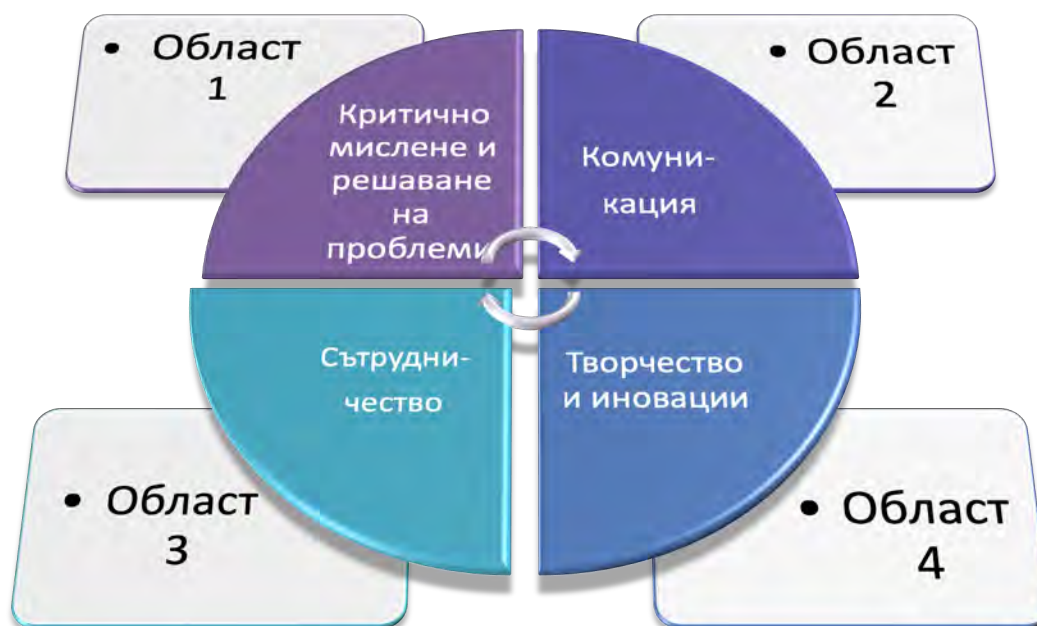 • Област
1
Критично
мислене и
решаване
на
проблеми
• Област
2
Комуни-
кация
• Област
3
Сътрудни-
чество
• Област
4
Творчество
и иновации